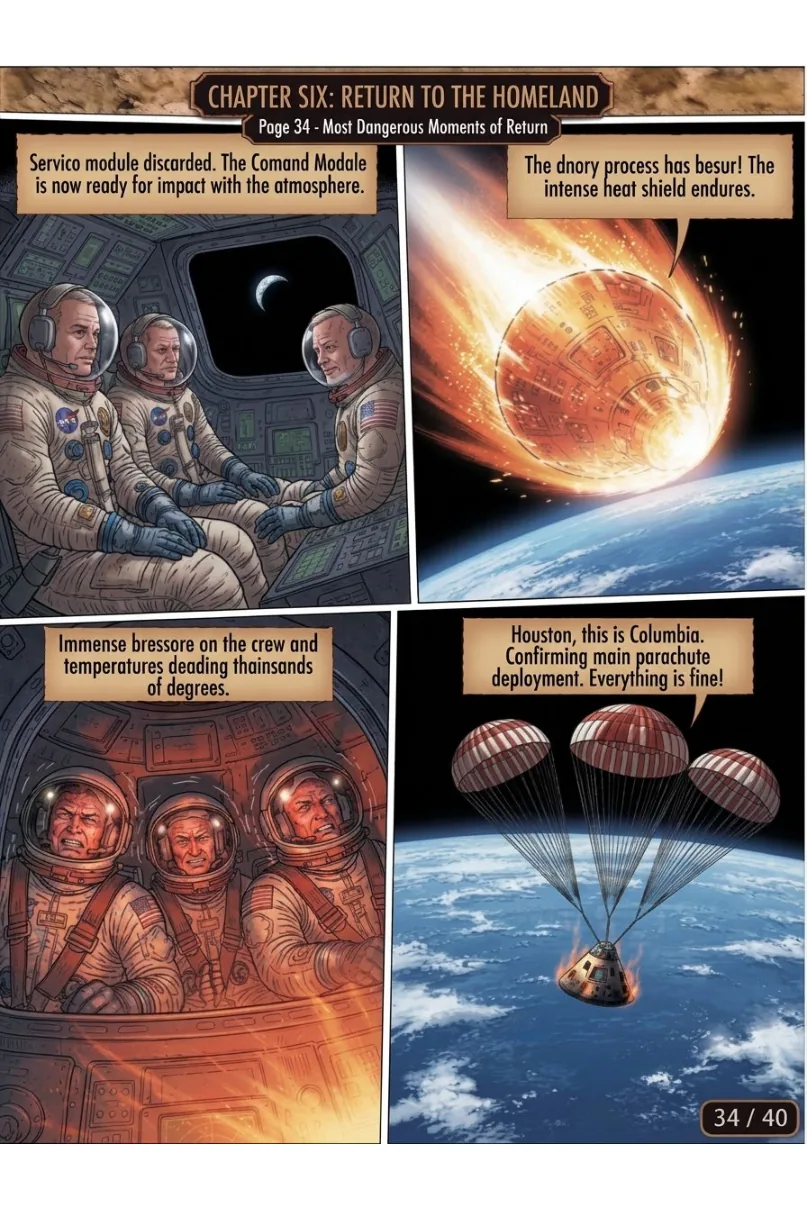 CHAPTER SIX: RETURN TO THE HOMELAND
Page 34 - Most Dangerous Moments of Return
Servico module discarded. The Comand Modale
is now ready for impact with the atmosphere.
The dnory process has besur! The
intense heat shield endures.
Immense bressore on the crew and
temperatures deading thainsands
of degrees.
Houston, this is Columbia.
Confirming main parachute
deployment. Everything is fine!
34 / 40